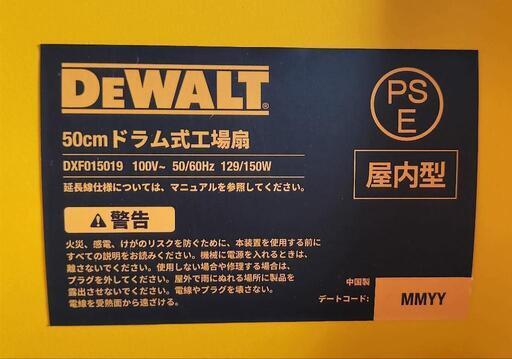 DEWALT®
PS
E
50cmドラム式工場扇
DXF015019 100V~ 50/60Hz 129/150W
延長線仕様については、マニュアルを参照してください。
屋内型
警告
火災、感電、けがのリスクを防ぐために、本装置を使用する前に
すべての説明をお読みください。機械に電源を入れるときは、
離さないでください。使用しない場合や修理する場合は、
プラグを外してください。屋外で雨にぬれる場所に製品を
露出させないでください。電線やプラグを壊さない。
電線を受熱面から遠ざける。
中国製
デートコード:
MMYY